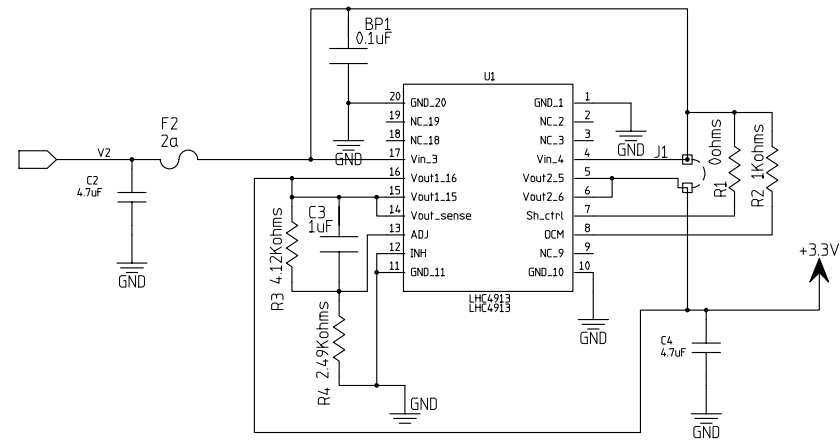 BP1
0.1uF
U1
F2
2a
V2
C2
4.7uF
GND
GND
20 GND_20
19 NC_19
18 NC_18
17 Vin_3
16 Vout1_16
15 Vout1_15
14 Vout_sense
13 ADJ
12 INH
11 GND_11
GND_1 1
NC_2 2
NC_3 3
Vin_4 4
Vout2_5 5
Vout2_6 6
Sh_ctrl 7
OCM 8
NC_9 9
GND_10 10
LHC4913
LHC4913
GND
J1
R1 0ohms
R2 1Kohms
C3
1uF
R3 4.12Kohms
R4 2.49Kohms
GND
GND
+3.3V
C4
4.7uF
GND